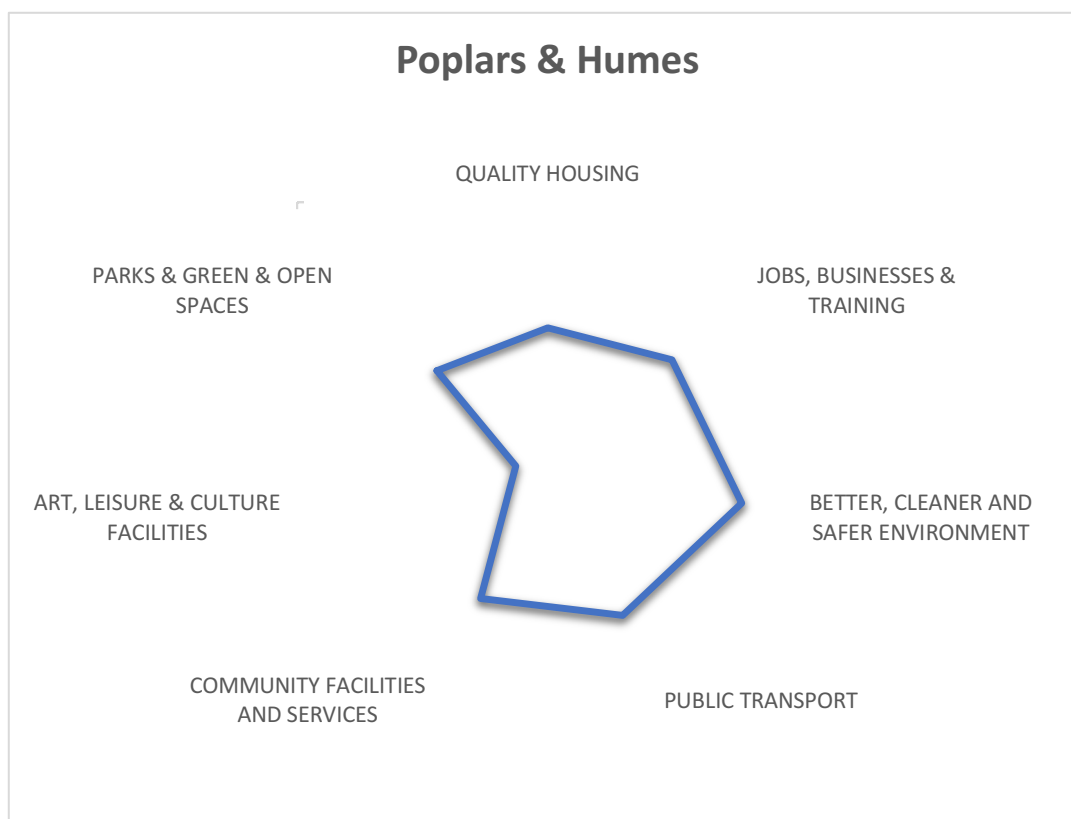 Poplars & Humes
QUALITY HOUSING
JOBS, BUSINESSES &
TRAINING
BETTER, CLEANER AND
SAFER ENVIRONMENT
PUBLIC TRANSPORT
COMMUNITY FACILITIES
AND SERVICES
ART, LEISURE & CULTURE
FACILITIES
PARKS & GREEN & OPEN
SPACES